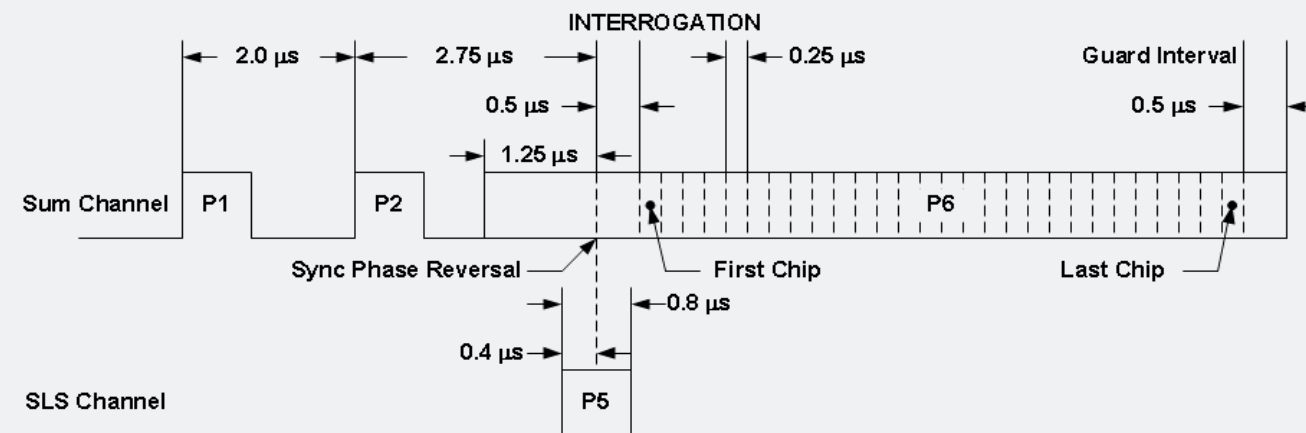 INTERROGATION
2.0 µs
2.75 µs
0.25 µs
Guard Interval
0.5 µs
0.5 µs
1.25 µs
Sum Channel
P1
P2
P6
Sync Phase Reversal
First Chip
Last Chip
0.8 µs
0.4 µs
SLS Channel
P5